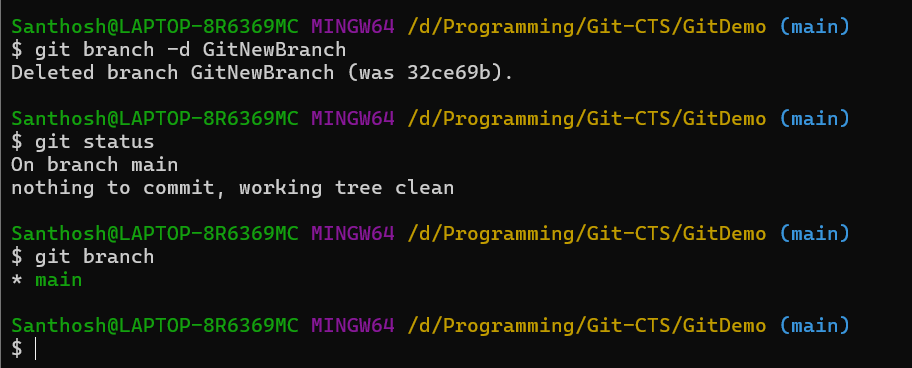 Santhosh@LAPTOP-8R6369MC MINGW64 /d/Programming/Git-CTS/GitDemo (main)
$ git branch -d GitNewBranch
Deleted branch GitNewBranch (was 32ce69b).
Santhosh@LAPTOP-8R6369MC MINGW64 /d/Programming/Git-CTS/GitDemo (main)
$ git status
On branch main
nothing to commit, working tree clean
Santhosh@LAPTOP-8R6369MC MINGW64 /d/Programming/Git-CTS/GitDemo (main)
$ git branch
* main
Santhosh@LAPTOP-8R6369MC MINGW64 /d/Programming/Git-CTS/GitDemo (main)
$